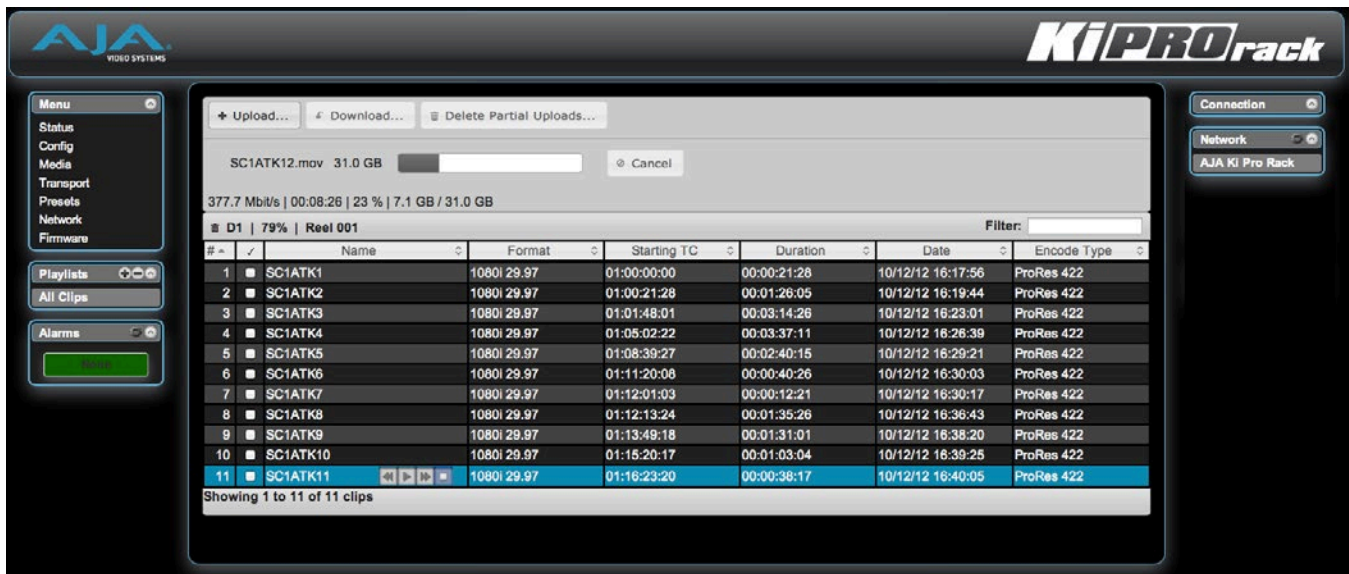 AJA
VIDEO SYSTEMS
KiPROrack
Menu
Status
Config
Media
Transport
Presets
Network
Firmware
Playlists
All Clips
Alarms
None
Upload... Download... Delete Partial Uploads...
SC1ATK12.mov 31.0 GB Cancel
377.7 Mbit/s | 00:08:26 | 23 % | 7.1 GB / 31.0 GB
D1 | 79% | Reel 001 Filter:
# ✓ Name Format Starting TC Duration Date Encode Type
1 SC1ATK1 1080i 29.97 01:00:00:00 00:00:21:28 10/12/12 16:17:56 ProRes 422
2 SC1ATK2 1080i 29.97 01:00:21:28 00:01:26:05 10/12/12 16:19:44 ProRes 422
3 SC1ATK3 1080i 29.97 01:01:48:01 00:03:14:26 10/12/12 16:23:01 ProRes 422
4 SC1ATK4 1080i 29.97 01:05:02:22 00:03:37:11 10/12/12 16:26:39 ProRes 422
5 SC1ATK5 1080i 29.97 01:08:39:27 00:02:40:15 10/12/12 16:29:21 ProRes 422
6 SC1ATK6 1080i 29.97 01:11:20:08 00:00:40:26 10/12/12 16:30:03 ProRes 422
7 SC1ATK7 1080i 29.97 01:12:01:03 00:00:12:21 10/12/12 16:30:17 ProRes 422
8 SC1ATK8 1080i 29.97 01:12:13:24 00:01:35:26 10/12/12 16:36:43 ProRes 422
9 SC1ATK9 1080i 29.97 01:13:49:18 00:01:31:01 10/12/12 16:38:20 ProRes 422
10 SC1ATK10 1080i 29.97 01:15:20:17 00:01:03:04 10/12/12 16:39:25 ProRes 422
11 SC1ATK11 1080i 29.97 01:16:23:20 00:00:38:17 10/12/12 16:40:05 ProRes 422
Showing 1 to 11 of 11 clips
Connection
Network
AJA Ki Pro Rack